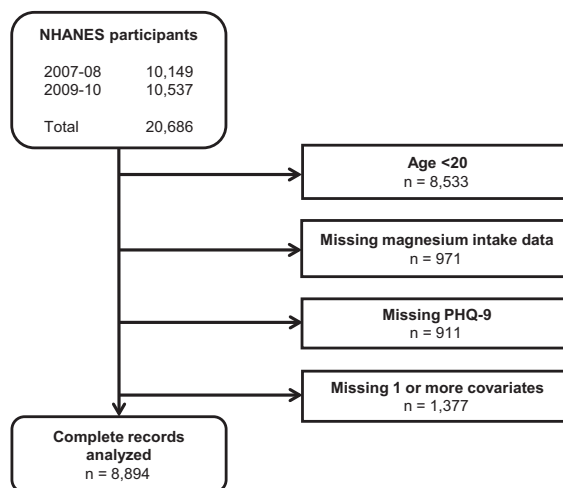 NHANES participants
2007-08 10,149
2009-10 10,537
Total 20,686
Age <20
n = 8,533
Missing magnesium intake data
n = 971
Missing PHQ-9
n = 911
Missing 1 or more covariates
n = 1,377
Complete records
analyzed
n = 8,894